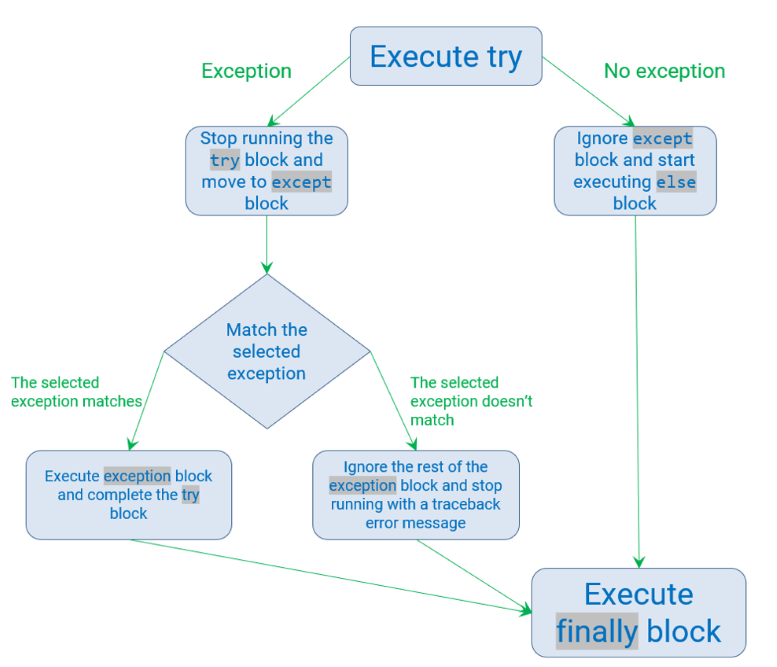 Execute try
Exception
No exception
Stop running the
try block and
move to except
block
Ignore except
block and start
executing else
block
Match the
selected
exception
The selected
exception matches
The selected
exception doesn't
match
Execute exception block
and complete the try
block
Ignore the rest of the
exception block and stop
running with a traceback
error message
Execute
finally block